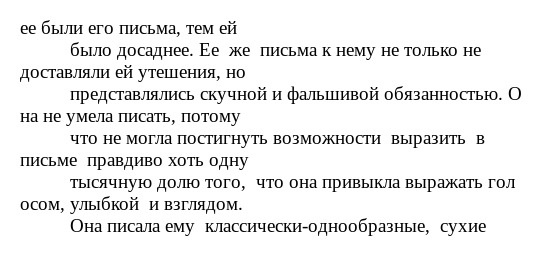 ее были его письма, тем ей
было досаднее. Ее же письма к нему не только не
доставляли ей утешения, но
представлялись скучной и фальшивой обязанностью. О
на не умела писать, потому
что не могла постигнуть возможности выразить в
письме правдиво хоть одну
тысячную долю того, что она привыкла выражать гол
осом, улыбкой и взглядом.
Она писала ему классически-однообразные, сухие